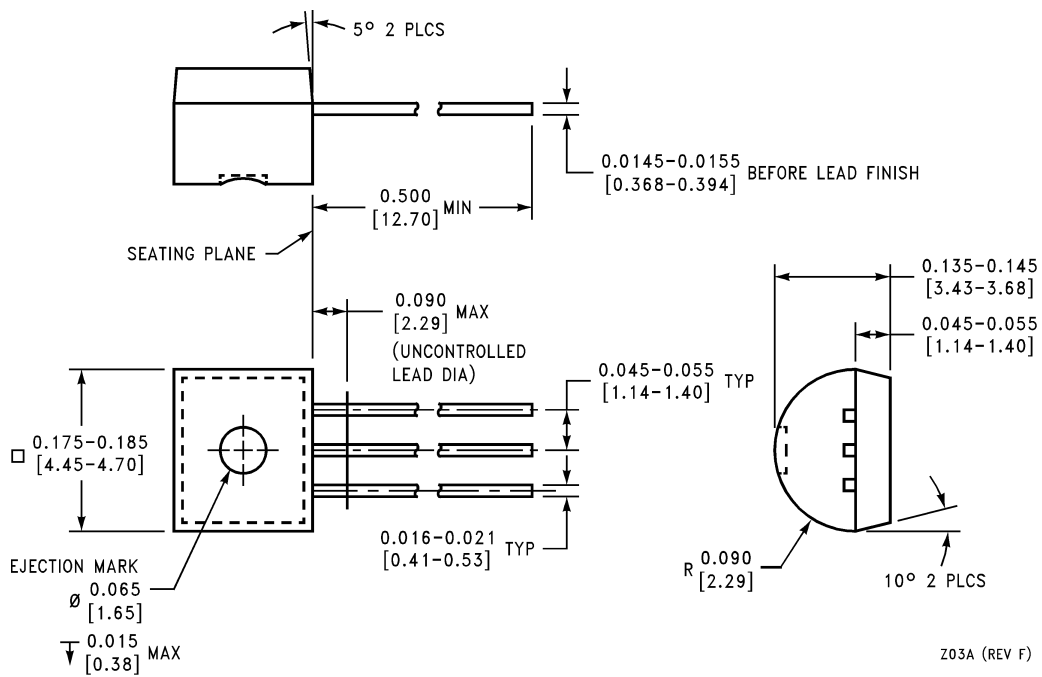 5° 2 PLCS
0.0145–0.0155
[0.368–0.394]
BEFORE LEAD FINISH
0.500
[12.70]
MIN
SEATING PLANE
0.090
[2.29]
MAX
(UNCONTROLLED
LEAD DIA)
0.135–0.145
[3.43–3.68]
0.045–0.055
[1.14–1.40]
0.045–0.055
[1.14–1.40]
TYP
0.175–0.185
[4.45–4.70]
0.016–0.021
[0.41–0.53]
TYP
EJECTION MARK
Ø 0.065
[1.65]
0.015
[0.38]
MAX
R 0.090
[2.29]
10° 2 PLCS
Z03A (REV F)